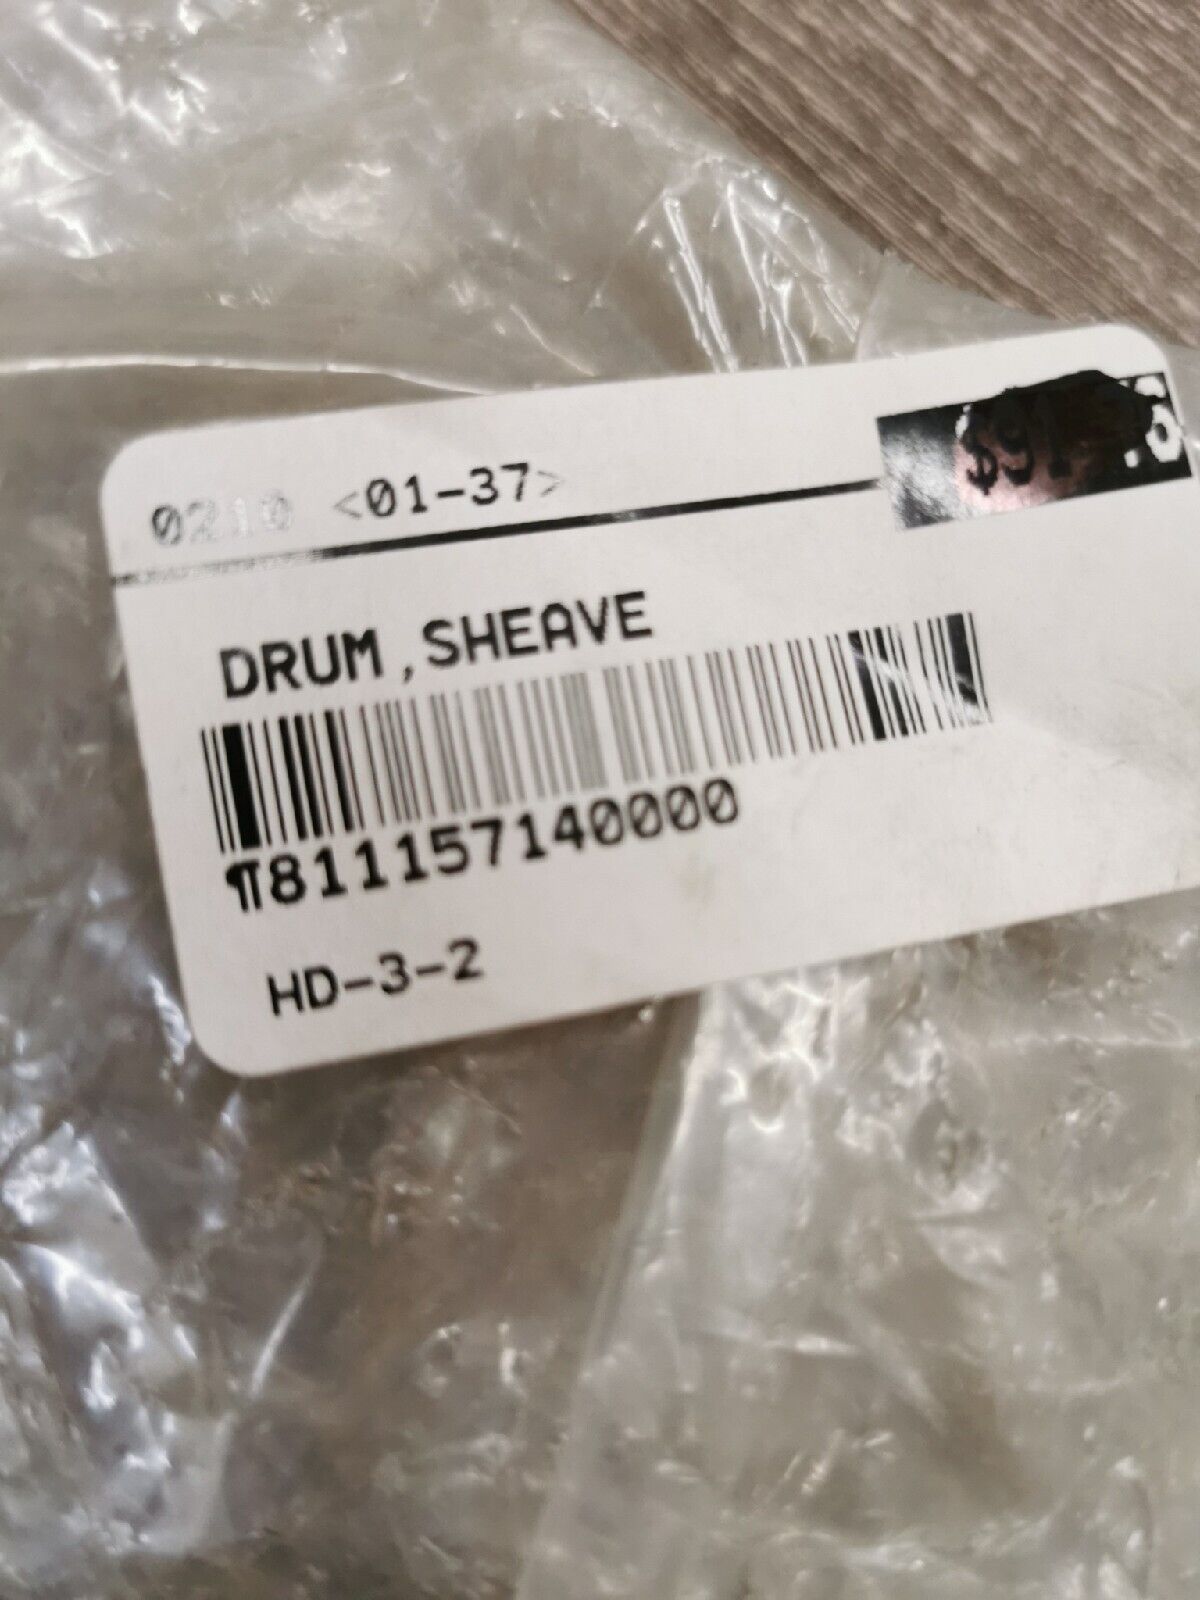 0210 <01-37>
DRUM,SHEAVE
¶811157140000
HD-3-2